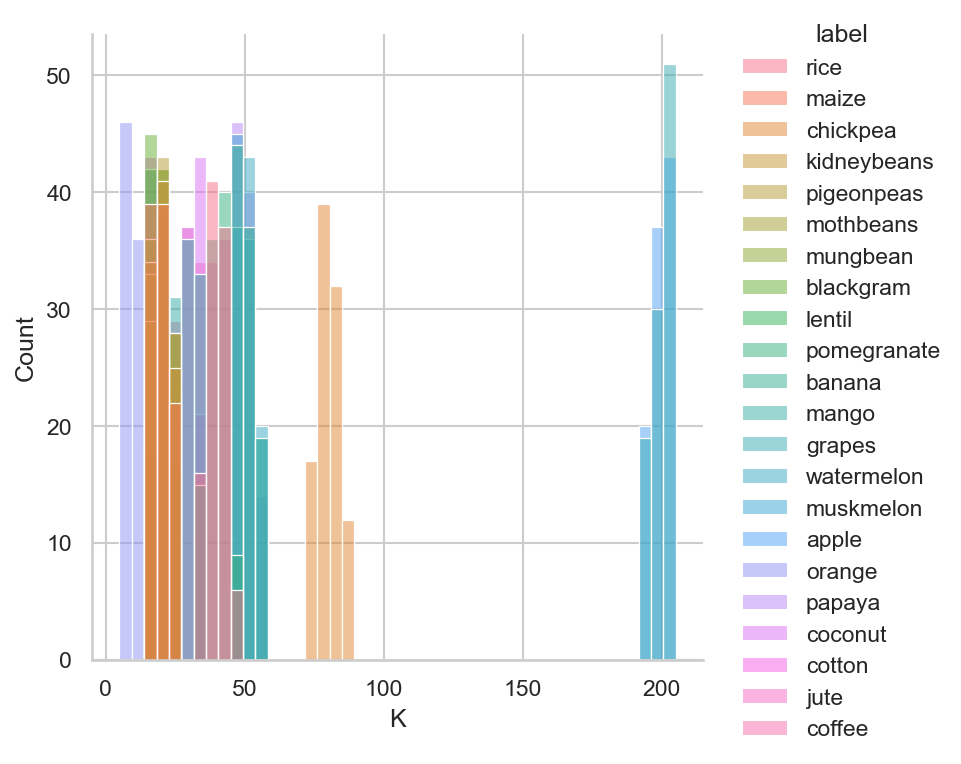 label
rice
maize
chickpea
kidneybeans
pigeonpeas
mothbeans
mungbean
blackgram
lentil
pomegranate
banana
mango
grapes
watermelon
muskmelon
apple
orange
papaya
coconut
cotton
jute
coffee
50
40
30
20
10
0
Count
0 50 100 150 200
K